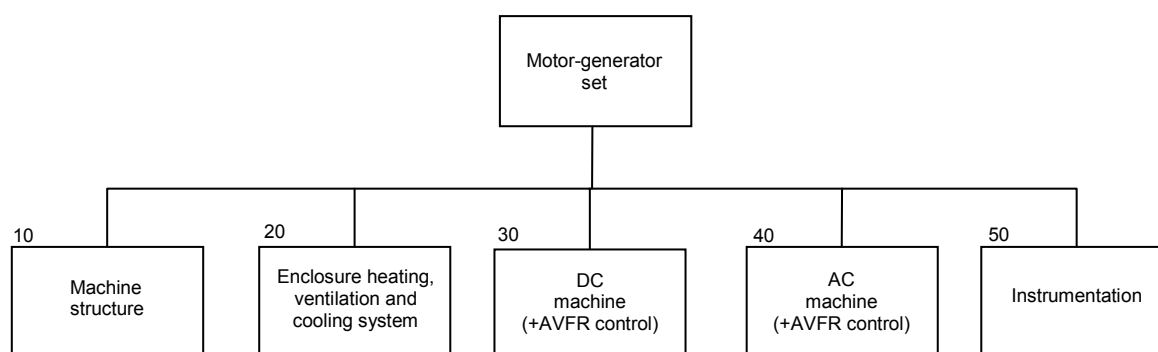 Motor-generator
set
10
20
30
40
50
Machine
structure
Enclosure heating,
ventilation and
cooling system
DC
machine
(+AVFR control)
AC
machine
(+AVFR control)
Instrumentation